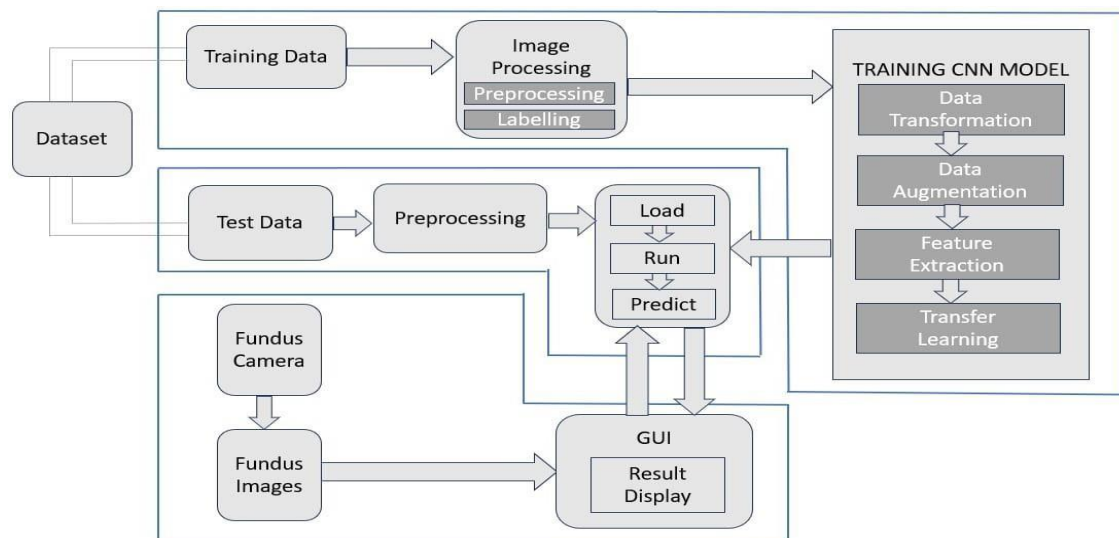 Training Data
Image
Processing
Preprocessing
Labelling
TRAINING CNN MODEL
Data
Transformation
Data
Augmentation
Feature
Extraction
Transfer
Learning
Dataset
Test Data
Preprocessing
Load
Run
Predict
Fundus
Camera
Fundus
Images
GUI
Result
Display